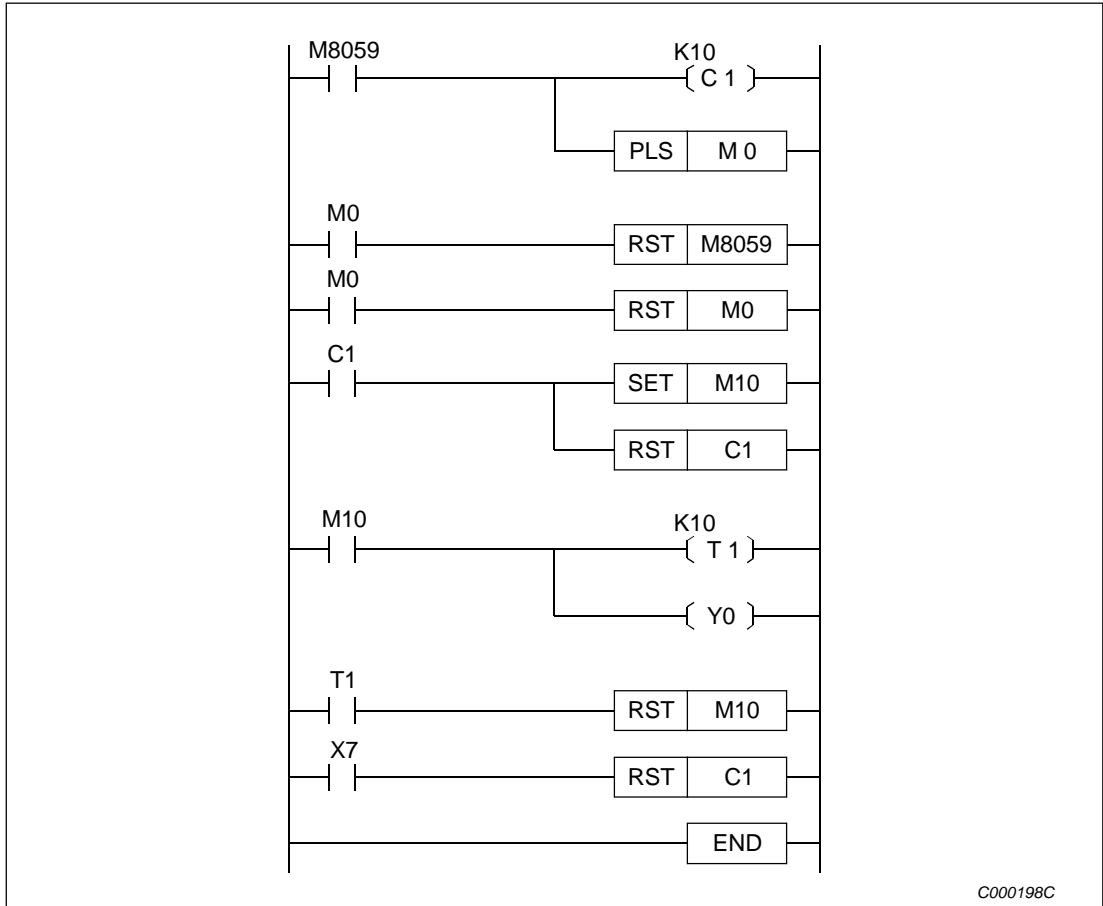 M8059
K10
C 1
PLS M 0
M0
RST M8059
M0
RST M0
C1
SET M10
RST C1
M10
K10
T 1
Y0
T1
RST M10
X7
RST C1
END
C000198C